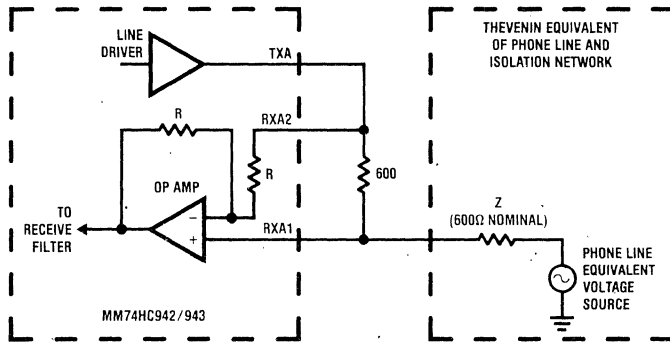 LINE
DRIVER
TXA
THEVENIN EQUIVALENT
OF PHONE LINE AND
ISOLATION NETWORK
R
RXA2
R
600
OP AMP
TO
RECEIVE
FILTER
−
+
RXA1
Z
(600Ω NOMINAL)
PHONE LINE
EQUIVALENT
VOLTAGE
SOURCE
MM74HC942/943